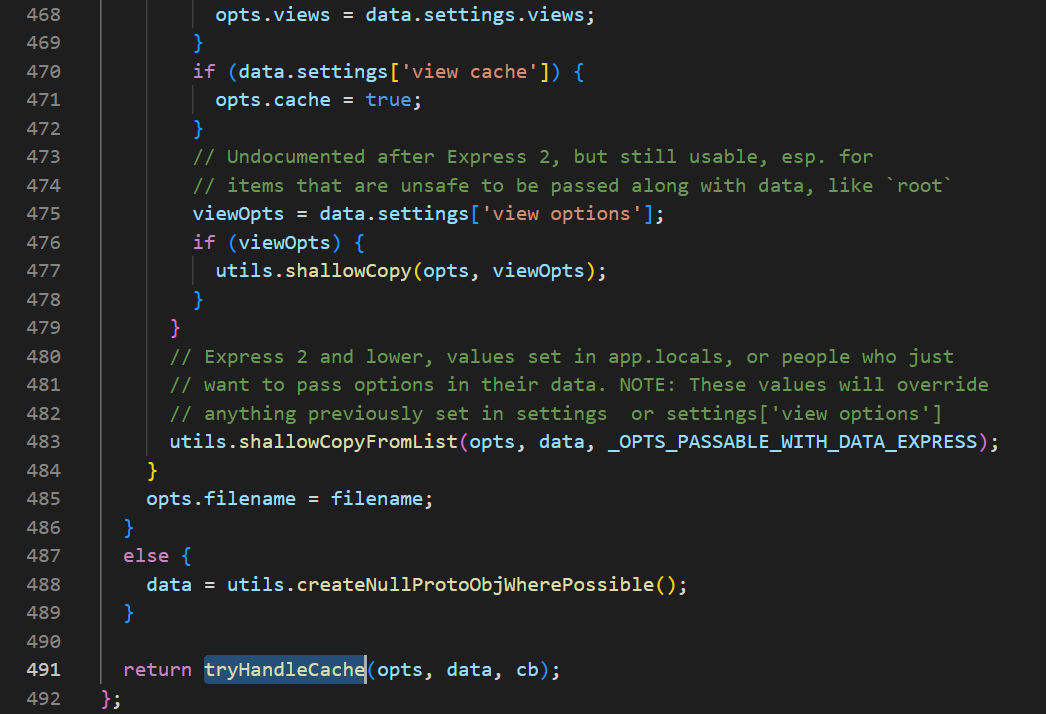 468 opts.views = data.settings.views;
469 }
470 if (data.settings['view cache']) {
471 opts.cache = true;
472 }
473 // Undocumented after Express 2, but still usable, esp. for
474 // items that are unsafe to be passed along with data, like `root`
475 viewOpts = data.settings['view options'];
476 if (viewOpts) {
477 utils.shallowCopy(opts, viewOpts);
478 }
479 }
480 // Express 2 and lower, values set in app.locals, or people who just
481 // want to pass options in their data. NOTE: These values will override
482 // anything previously set in settings  or settings['view options']
483 utils.shallowCopyFromList(opts, data, _OPTS_PASSABLE_WITH_DATA_EXPRESS);
484 }
485 opts.filename = filename;
486 }
487 else {
488 data = utils.createNullProtoObjWherePossible();
489 }
490
491 return tryHandleCache(opts, data, cb);
492 };